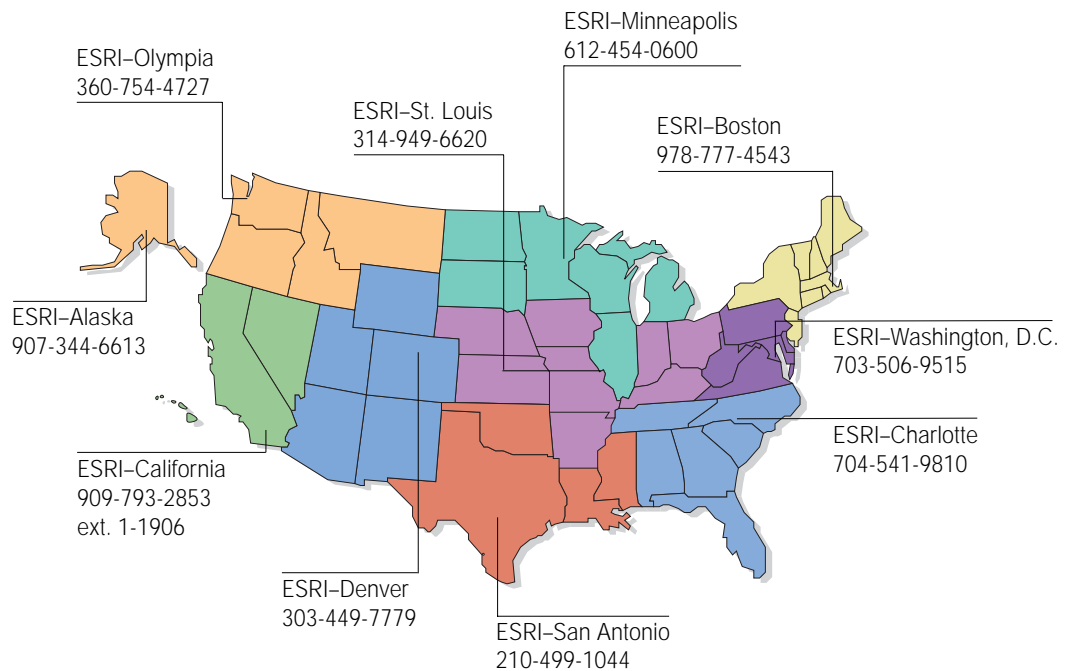 ESRI–Minneapolis
612-454-0600
ESRI–Olympia
360-754-4727
ESRI–St. Louis
314-949-6620
ESRI–Boston
978-777-4543
ESRI–Alaska
907-344-6613
ESRI–Washington, D.C.
703-506-9515
ESRI–Charlotte
704-541-9810
ESRI–California
909-793-2853
ext. 1-1906
ESRI–Denver
303-449-7779
ESRI–San Antonio
210-499-1044